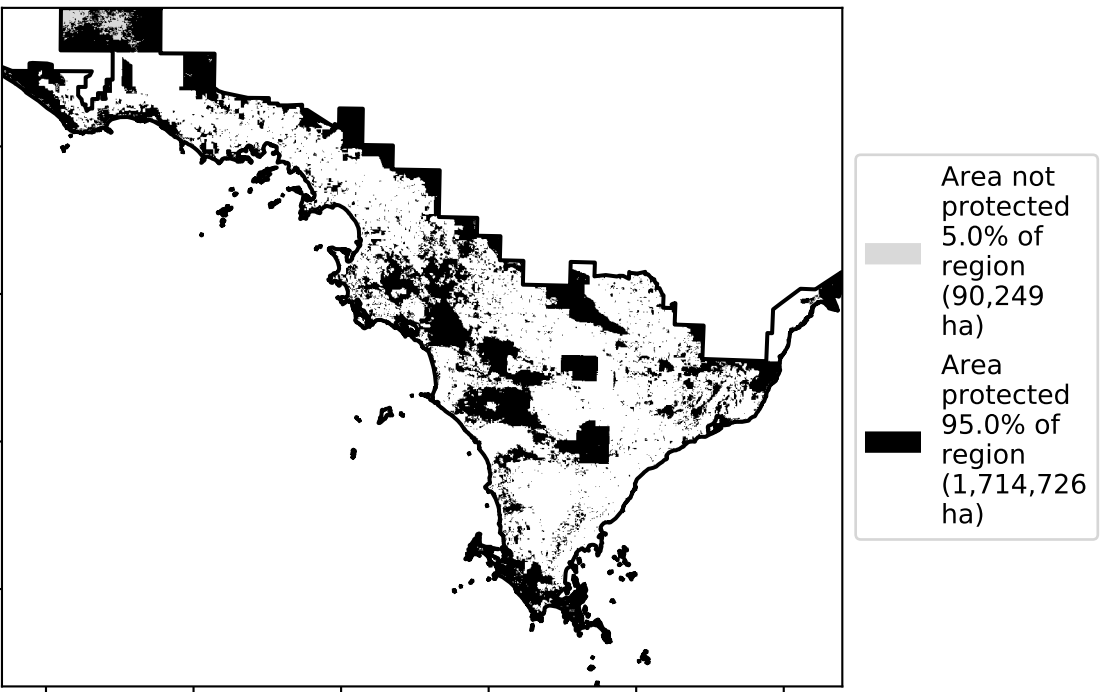 Area not
protected
5.0% of
region
(90,249
ha)
Area
protected
95.0% of
region
(1,714,726
ha)